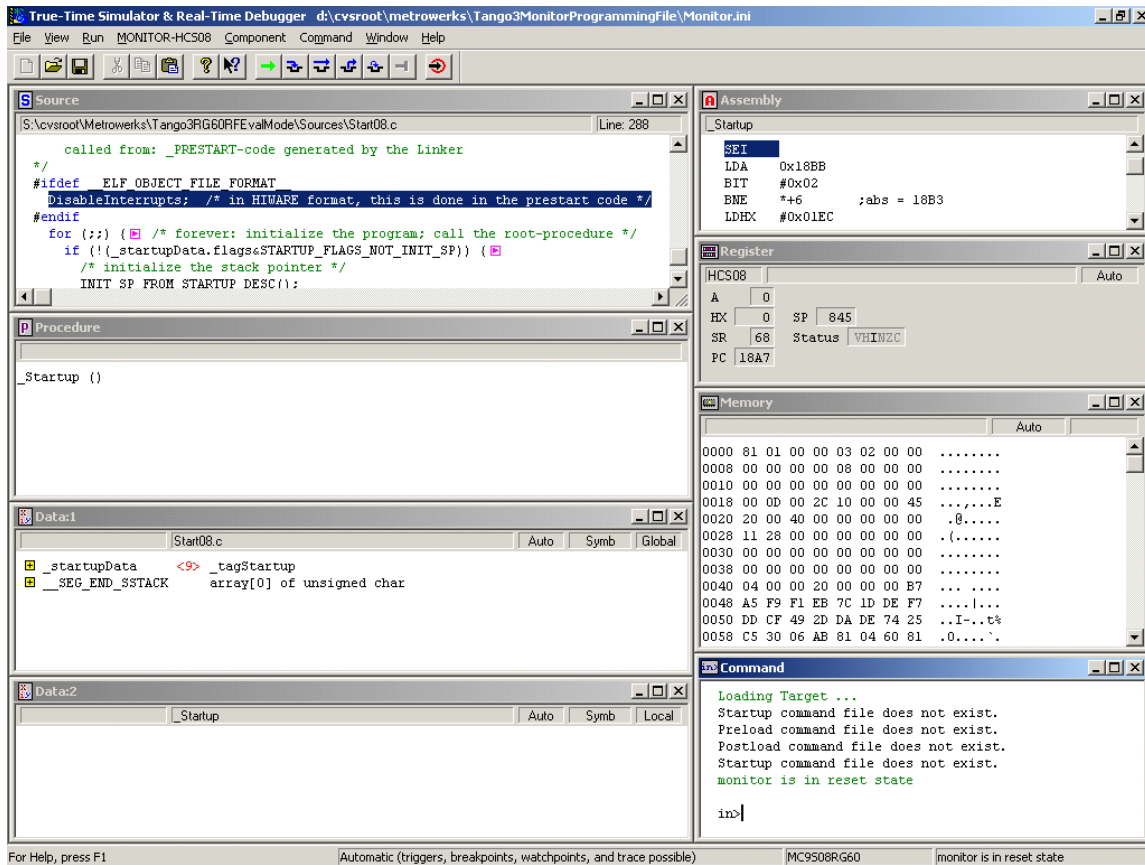 True-Time Simulator & Real-Time Debugger d:\cvsroot\metrowerks\Tango3MonitorProgrammingFile\Monitor.ini
File View Run MONITOR-HCS08 Component Command Window Help
Source
S:\cvsroot\Metrowerks\Tango3RG60RFEvalMode\Sources\Start08.c Line: 288
called from: _PRESTART-code generated by the Linker
*/
#ifdef __ELF_OBJECT_FILE_FORMAT__
DisableInterrupts; /* in HIWARE format, this is done in the prestart code */
#endif
for (;;) { /* forever: initialize the program; call the root-procedure */
if (!(_startupData.flags&STARTUP_FLAGS_NOT_INIT_SP)) {
/* initialize the stack pointer */
INIT_SP_FROM_STARTUP_DESC();
Procedure
_Startup ()
Data:1
Start08.c Auto Symb Global
_startupData <9> _tagStartup
__SEG_END_SSTACK array[0] of unsigned char
Data:2
_Startup Auto Symb Local
Assembly
_Startup
SEI
LDA 0x18BB
BIT #0x02
BNE *+6 ;abs = 18B3
LDHX #0x01EC
Register
HCS08 Auto
A 0
HX 0 SP 845
SR 68 Status VHINZC
PC 18A7
Memory
Auto
0000 81 01 00 00 03 02 00 00 ........
0008 00 00 00 00 08 00 00 00 ........
0010 00 00 00 00 00 00 00 00 ........
0018 00 0D 00 2C 10 00 00 45 ...,...E
0020 20 00 40 00 00 00 00 00 .@.....
0028 11 28 00 00 00 00 00 00 .(......
0030 00 00 00 00 00 00 00 00 ........
0038 00 00 00 00 00 00 00 00 ........
0040 04 00 00 20 00 00 00 B7 ... ....
0048 A5 F9 F1 EB 7C 1D DE F7 ....|...
0050 DD CF 49 2D DA DE 74 25 ..I-..t%
0058 C5 30 06 AB 81 04 60 81 .0....`.
Command
Loading Target ...
Startup command file does not exist.
Preload command file does not exist.
Postload command file does not exist.
Startup command file does not exist.
monitor is in reset state
in>
For Help, press F1 Automatic (triggers, breakpoints, watchpoints, and trace possible) MC9S08RG60 monitor is in reset state